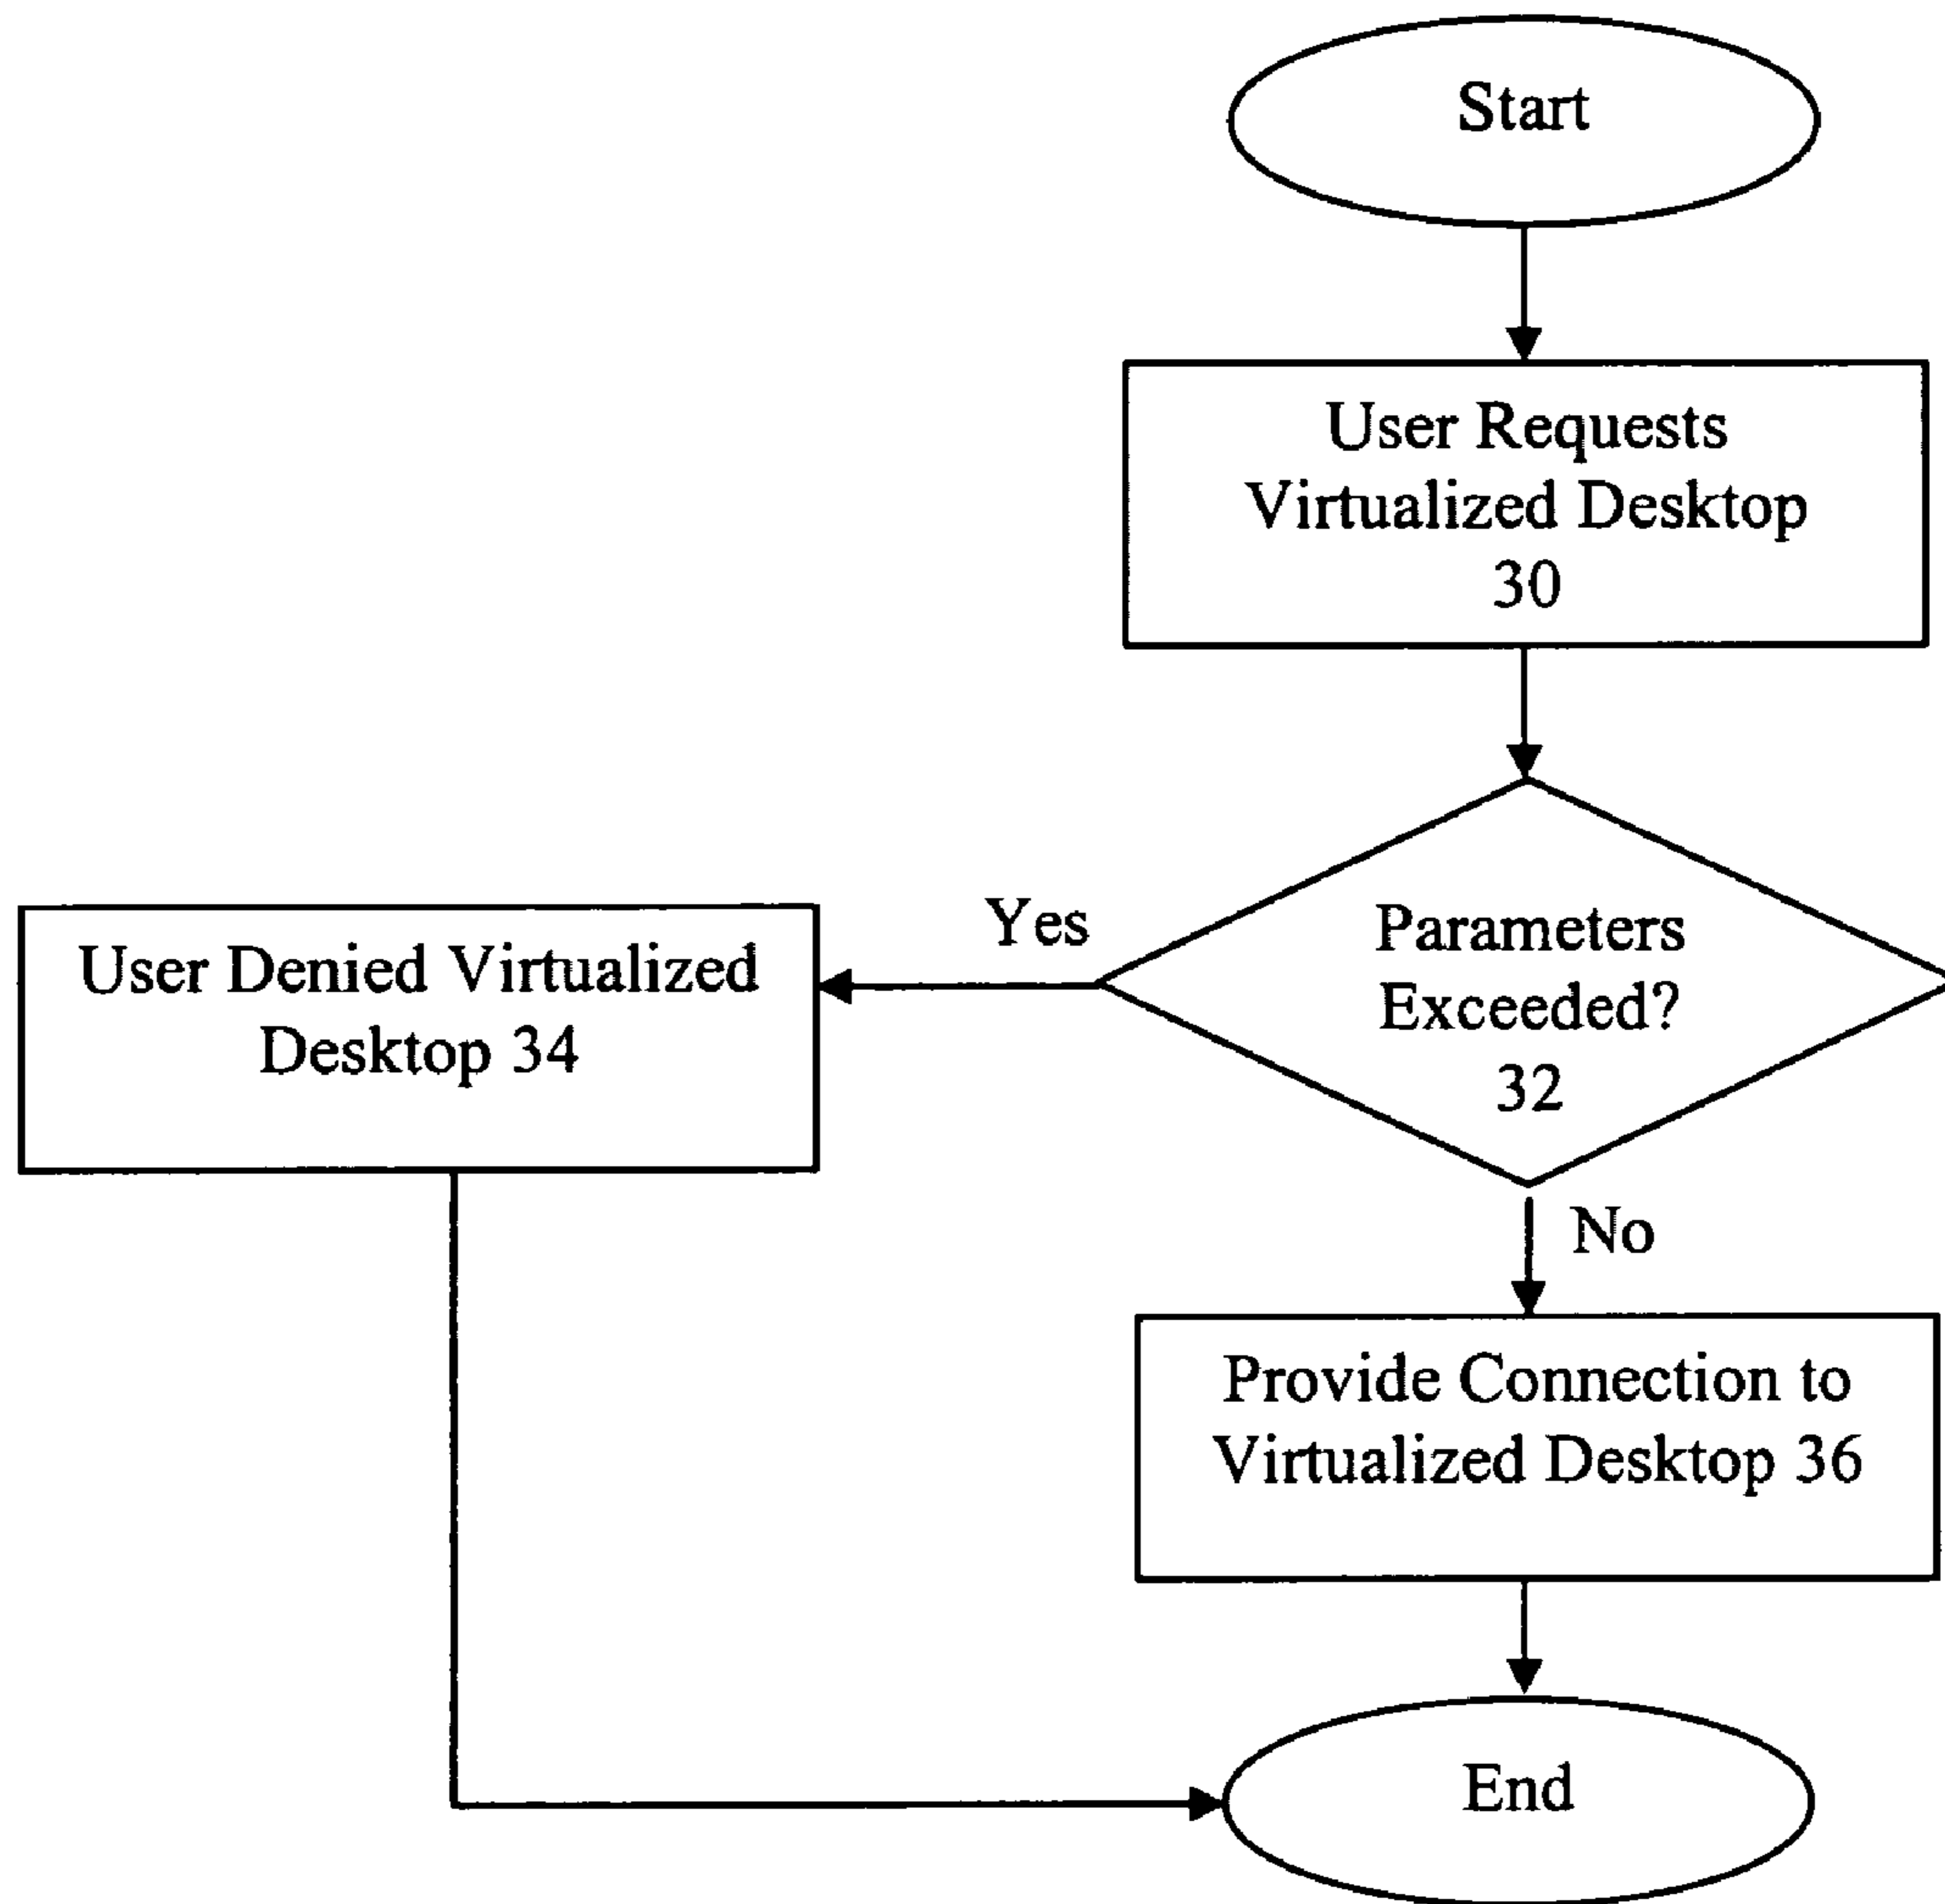 Start
User Requests
Virtualized Desktop
30
Parameters
Exceeded?
32
Yes
User Denied Virtualized
Desktop 34
No
Provide Connection to
Virtualized Desktop 36
End